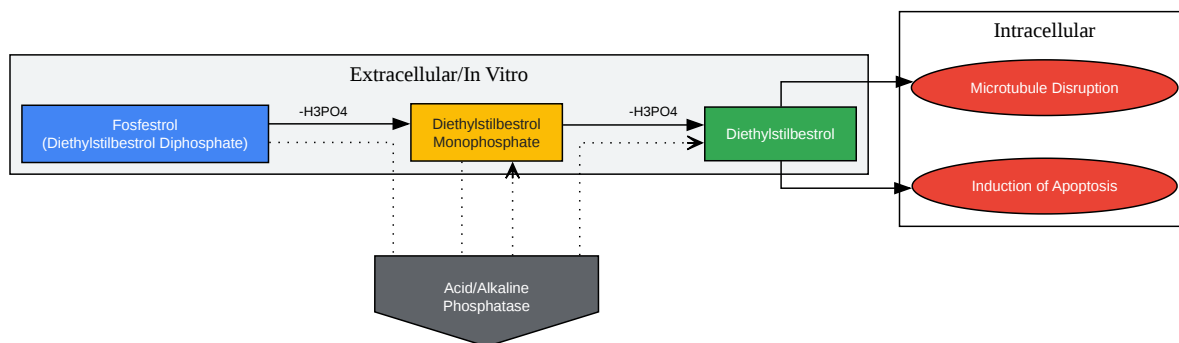 Intracellular
Extracellular/In Vitro
Microtubule Disruption
Fosfestrol
(Diethylstilbestrol Diphosphate)
-H3PO4
Diethylstilbestrol
Monophosphate
-H3PO4
Diethylstilbestrol
Induction of Apoptosis
Acid/Alkaline
Phosphatase